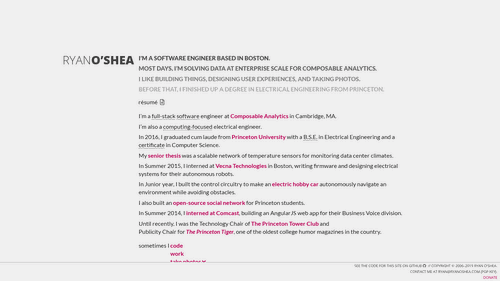 RYANO'SHEA
I'M A SOFTWARE ENGINEER BASED IN BOSTON.
MOST DAYS, I'M SOLVING DATA AT ENTERPRISE SCALE FOR COMPOSABLE ANALYTICS.
I LIKE BUILDING THINGS, DESIGNING USER EXPERIENCES, AND TAKING PHOTOS.
BEFORE THAT, I FINISHED UP A DEGREE IN ELECTRICAL ENGINEERING FROM PRINCETON.
résumé
I'm a full-stack software engineer at Composable Analytics in Cambridge, MA.
I'm also a computing-focused electrical engineer.
In 2016, I graduated cum laude from Princeton University with a B.S.E. in Electrical Engineering and a
certificate in Computer Science.
My senior thesis was a scalable network of temperature sensors for monitoring data center climates.
In Summer 2015, I interned at Vecna Technologies in Boston, writing firmware and designing electrical
systems for their autonomous robots.
In Junior year, I built the control circuitry to make an electric hobby car autonomously navigate an
environment while avoiding obstacles.
I also built an open-source social network for Princeton students.
In Summer 2014, I interned at Comcast, building an AngularJS web app for their Business Voice division.
Until recently, I was the Technology Chair of The Princeton Tower Club and
Publicity Chair for The Princeton Tiger, one of the oldest college humor magazines in the country.
sometimes I code
work
take photos
SEE THE CODE FOR THIS SITE ON GITHUB // COPYRIGHT © 2006-2019 RYAN O'SHEA.
CONTACT ME AT RYAN@RYANOSHEA.COM (PGP KEY).
DONATE